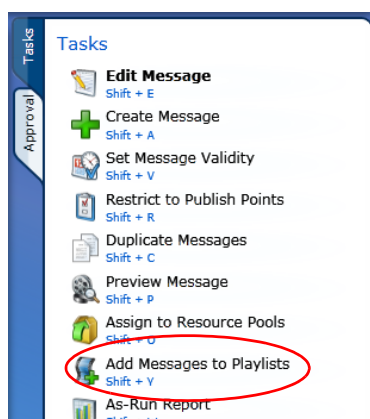 Tasks
Approval
Tasks
Edit Message
Shift + E
Create Message
Shift + A
Set Message Validity
Shift + V
Restrict to Publish Points
Shift + R
Duplicate Messages
Shift + C
Preview Message
Shift + P
Assign to Resource Pools
Shift + O
Add Messages to Playlists
Shift + Y
As-Run Report